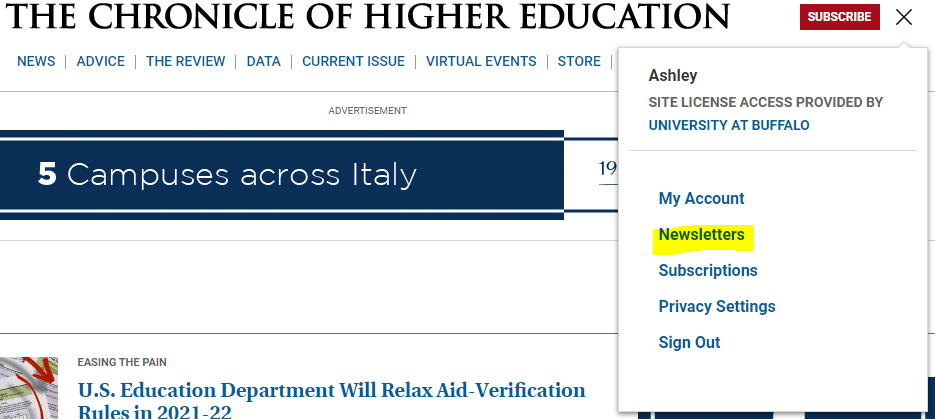 THE CHRONICLE OF HIGHER EDUCATION
SUBSCRIBE
NEWS | ADVICE | THE REVIEW | DATA | CURRENT ISSUE | VIRTUAL EVENTS | STORE |
Ashley
SITE LICENSE ACCESS PROVIDED BY
UNIVERSITY AT BUFFALO
ADVERTISEMENT
5 Campuses across Italy
19
My Account
Newsletters
Subscriptions
Privacy Settings
Sign Out
EASING THE PAIN
U.S. Education Department Will Relax Aid-Verification
Rules in 2021-22